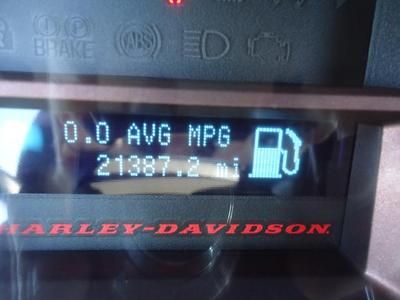 BRAKE
ABS
0.0 AVG MPG
21387.2 mi
HARLEY-DAVIDSON